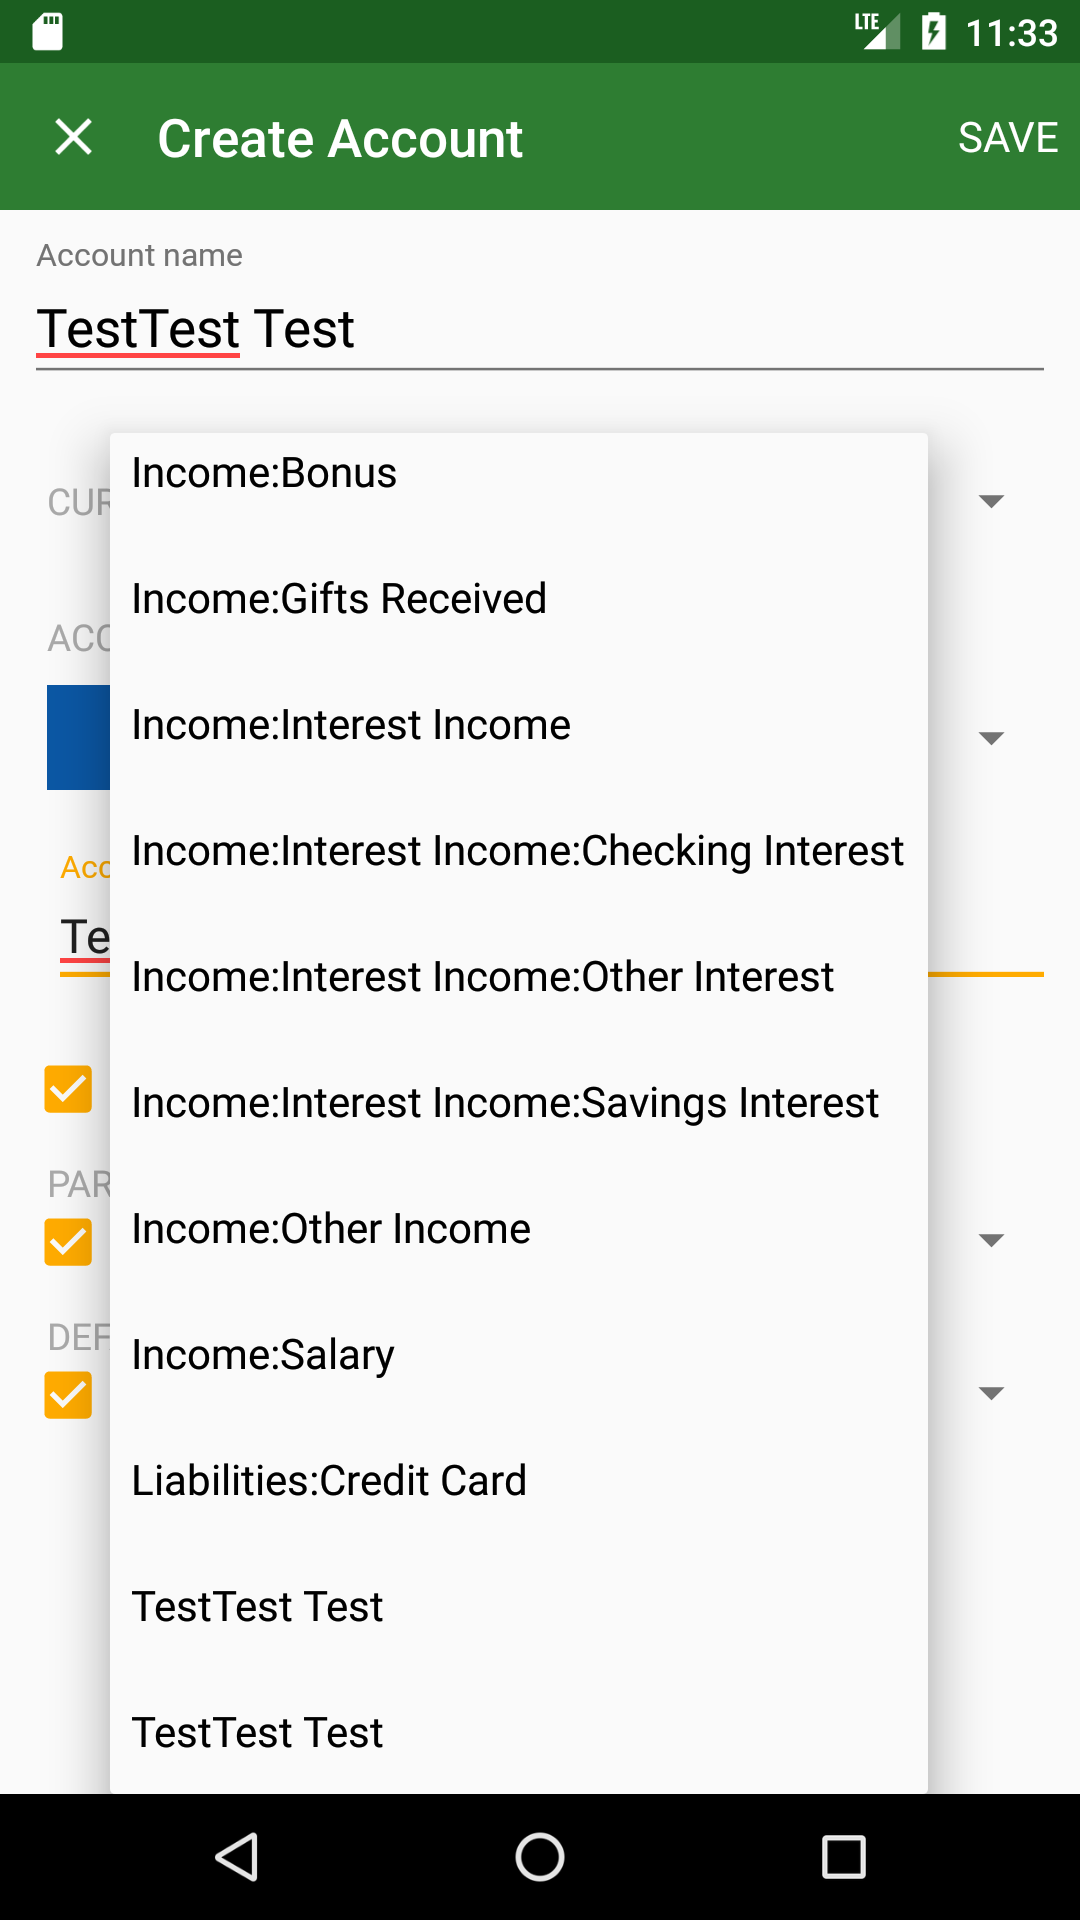 LTE 11:33
Create Account SAVE
Account name
TestTest Test
Income:Bonus
CUR
Income:Gifts Received
ACC
Income:Interest Income
Income:Interest Income:Checking Interest
Acc
Te
Income:Interest Income:Other Interest
Income:Interest Income:Savings Interest
PAR
Income:Other Income
DEF
Income:Salary
Liabilities:Credit Card
TestTest Test
TestTest Test